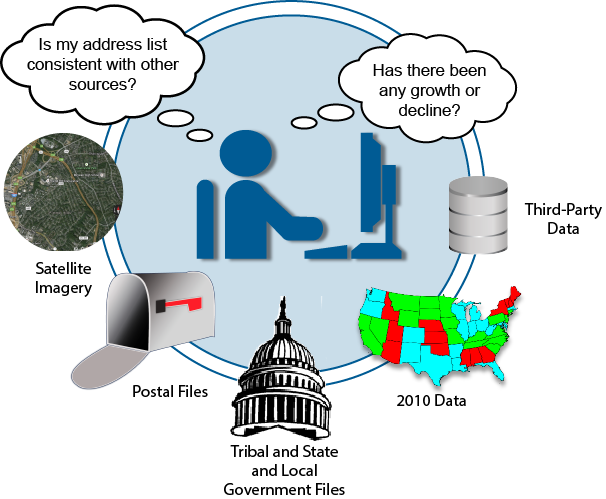 Is my address list
consistent with other
sources?
Has there been
any growth or
decline?
Third-Party
Data
Satellite
Imagery
Postal Files
2010 Data
Tribal and State
and Local
Government Files